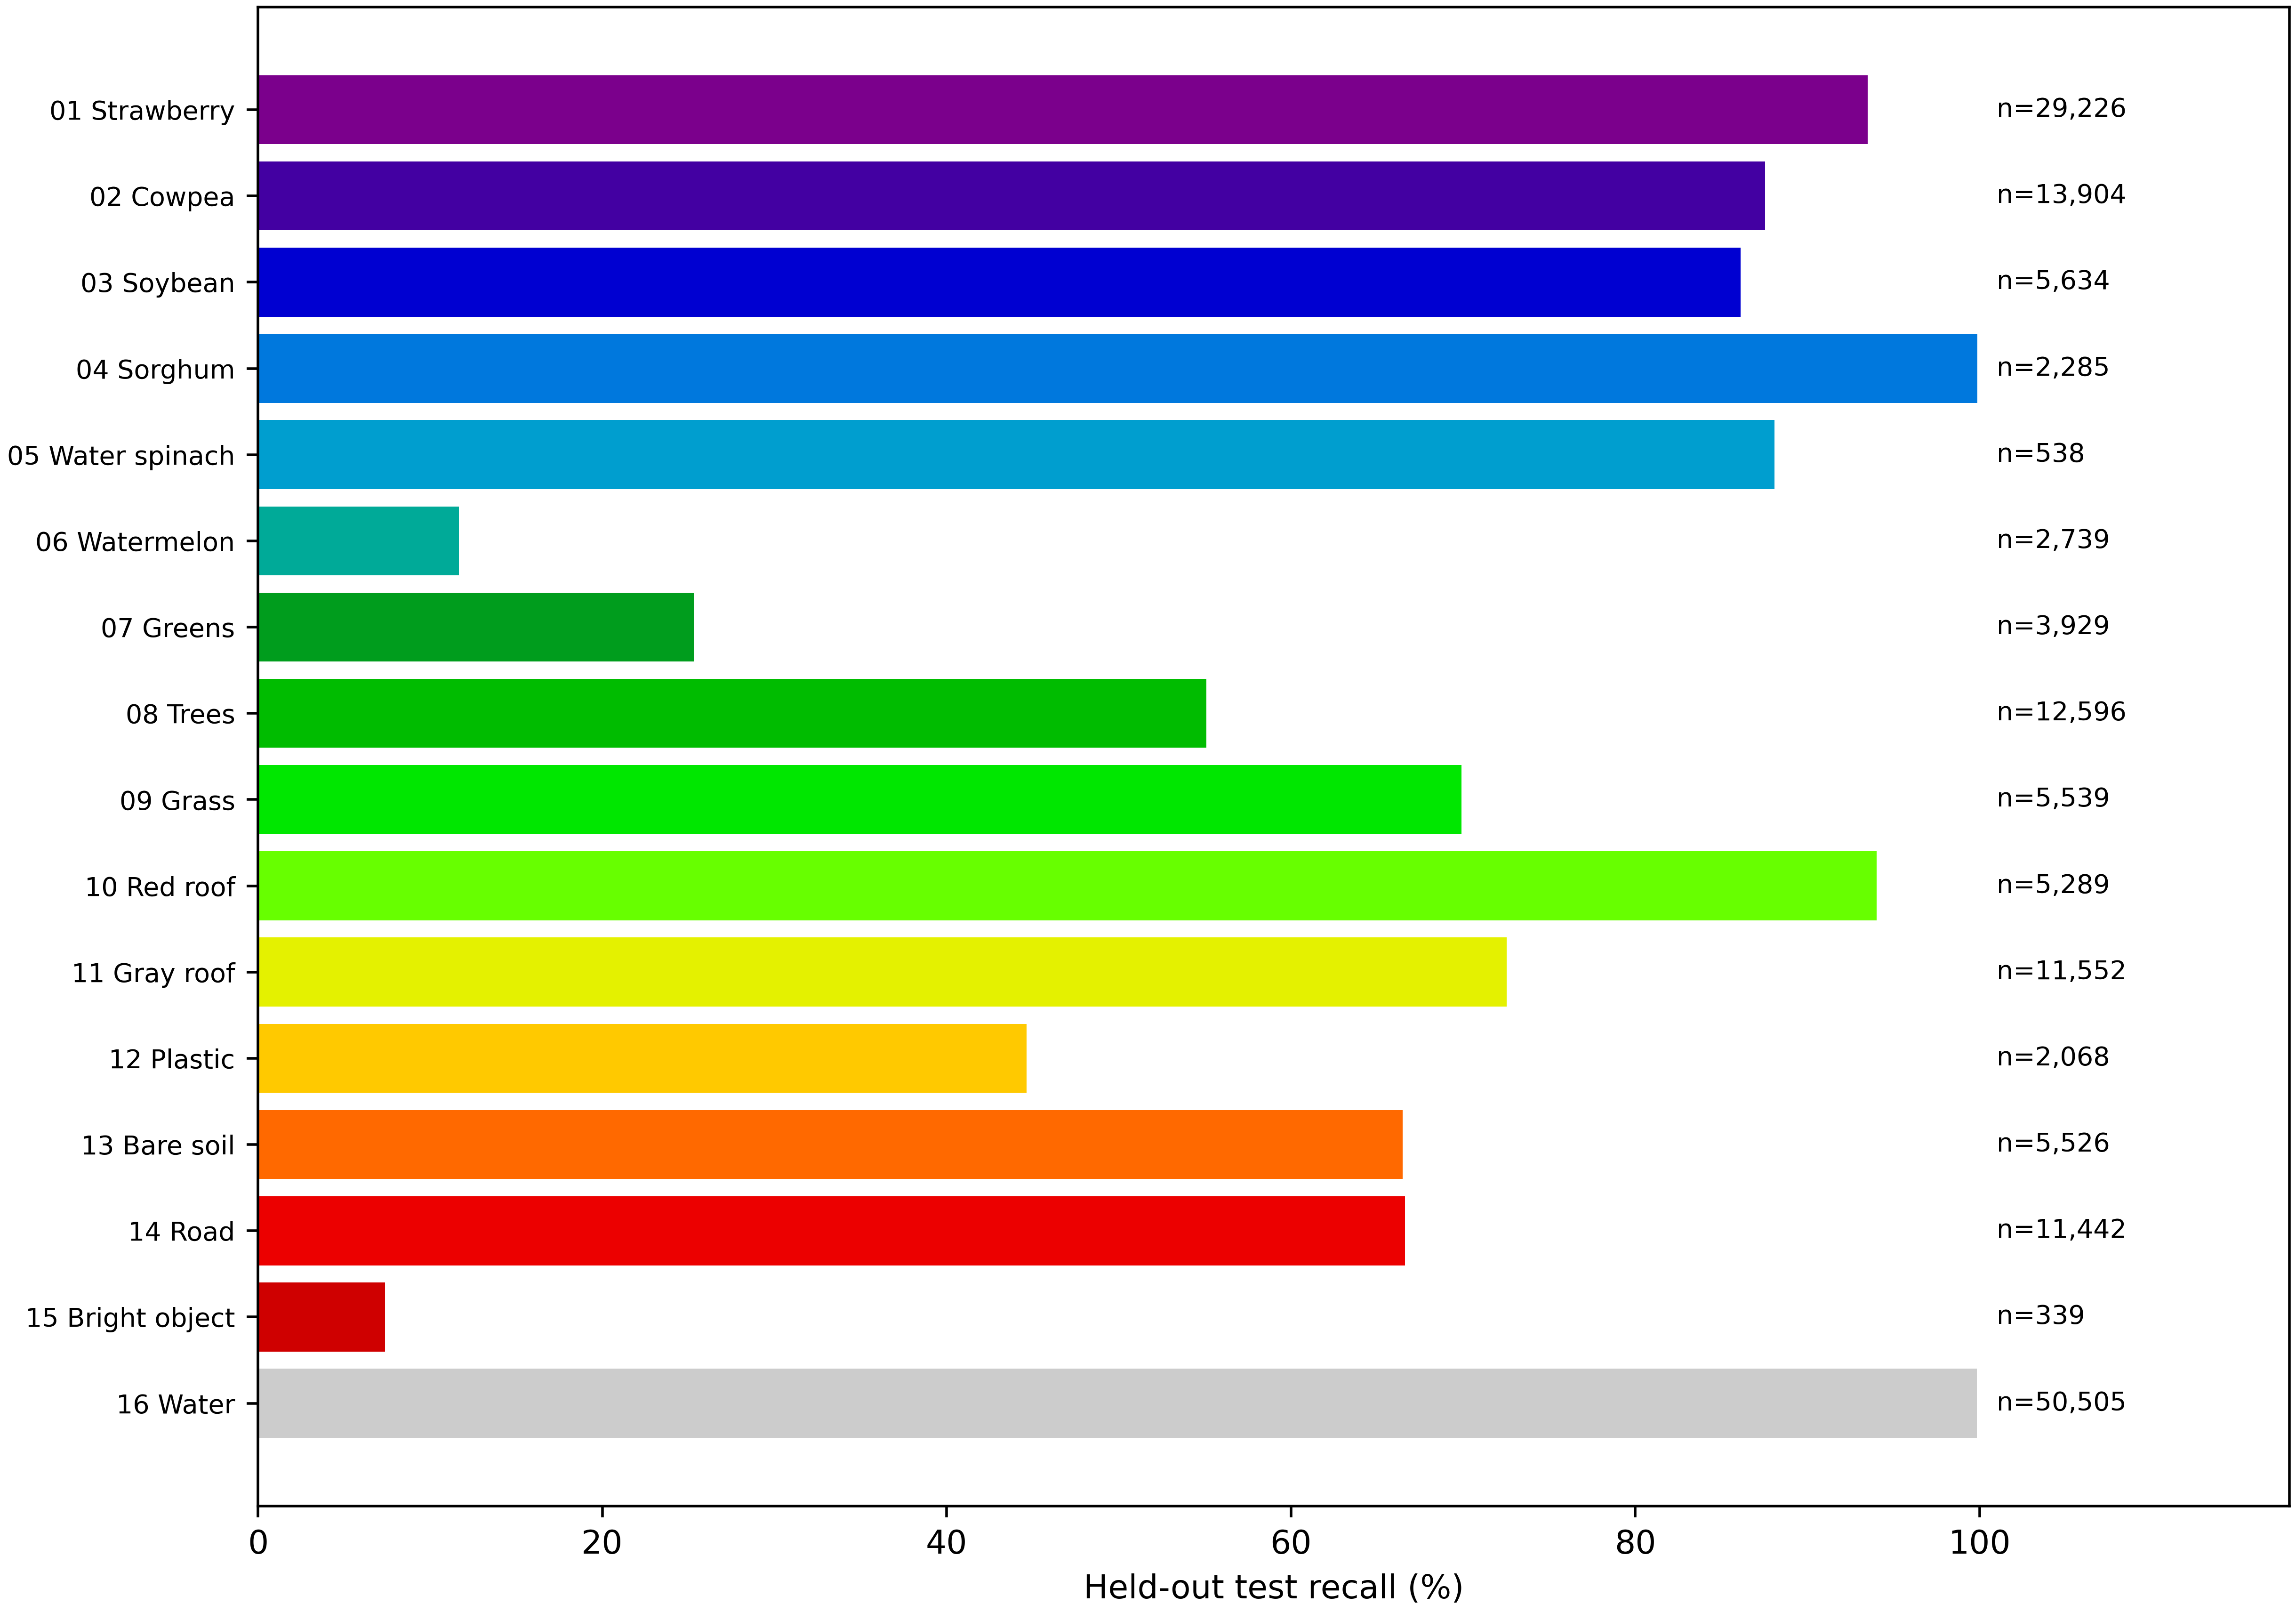 01 Strawberry n=29,226
02 Cowpea n=13,904
03 Soybean n=5,634
04 Sorghum n=2,285
05 Water spinach n=538
06 Watermelon n=2,739
07 Greens n=3,929
08 Trees n=12,596
09 Grass n=5,539
10 Red roof n=5,289
11 Gray roof n=11,552
12 Plastic n=2,068
13 Bare soil n=5,526
14 Road n=11,442
15 Bright object n=339
16 Water n=50,505
0 20 40 60 80 100
Held-out test recall (%)